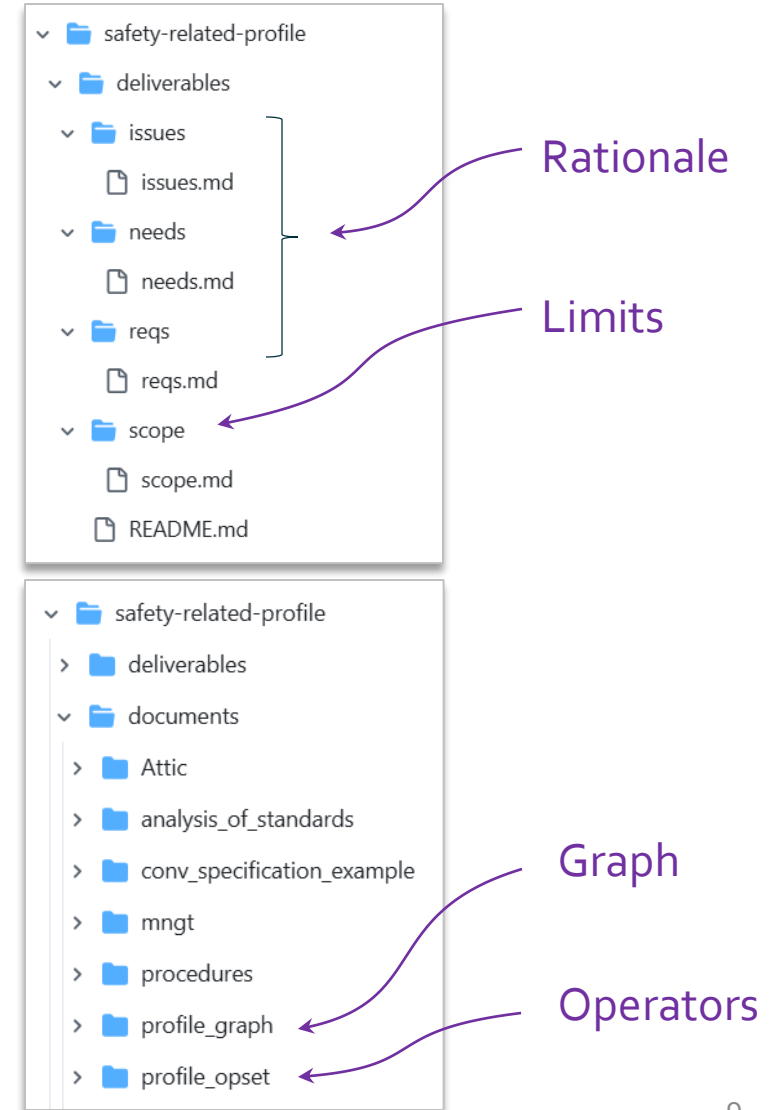 safety-related-profile
deliverables
issues
issues.md
needs
needs.md
reqs
reqs.md
scope
scope.md
README.md
Rationale
Limits
safety-related-profile
deliverables
documents
Attic
analysis_of_standards
conv_specification_example
mngt
procedures
profile_graph
profile_opset
Graph
Operators